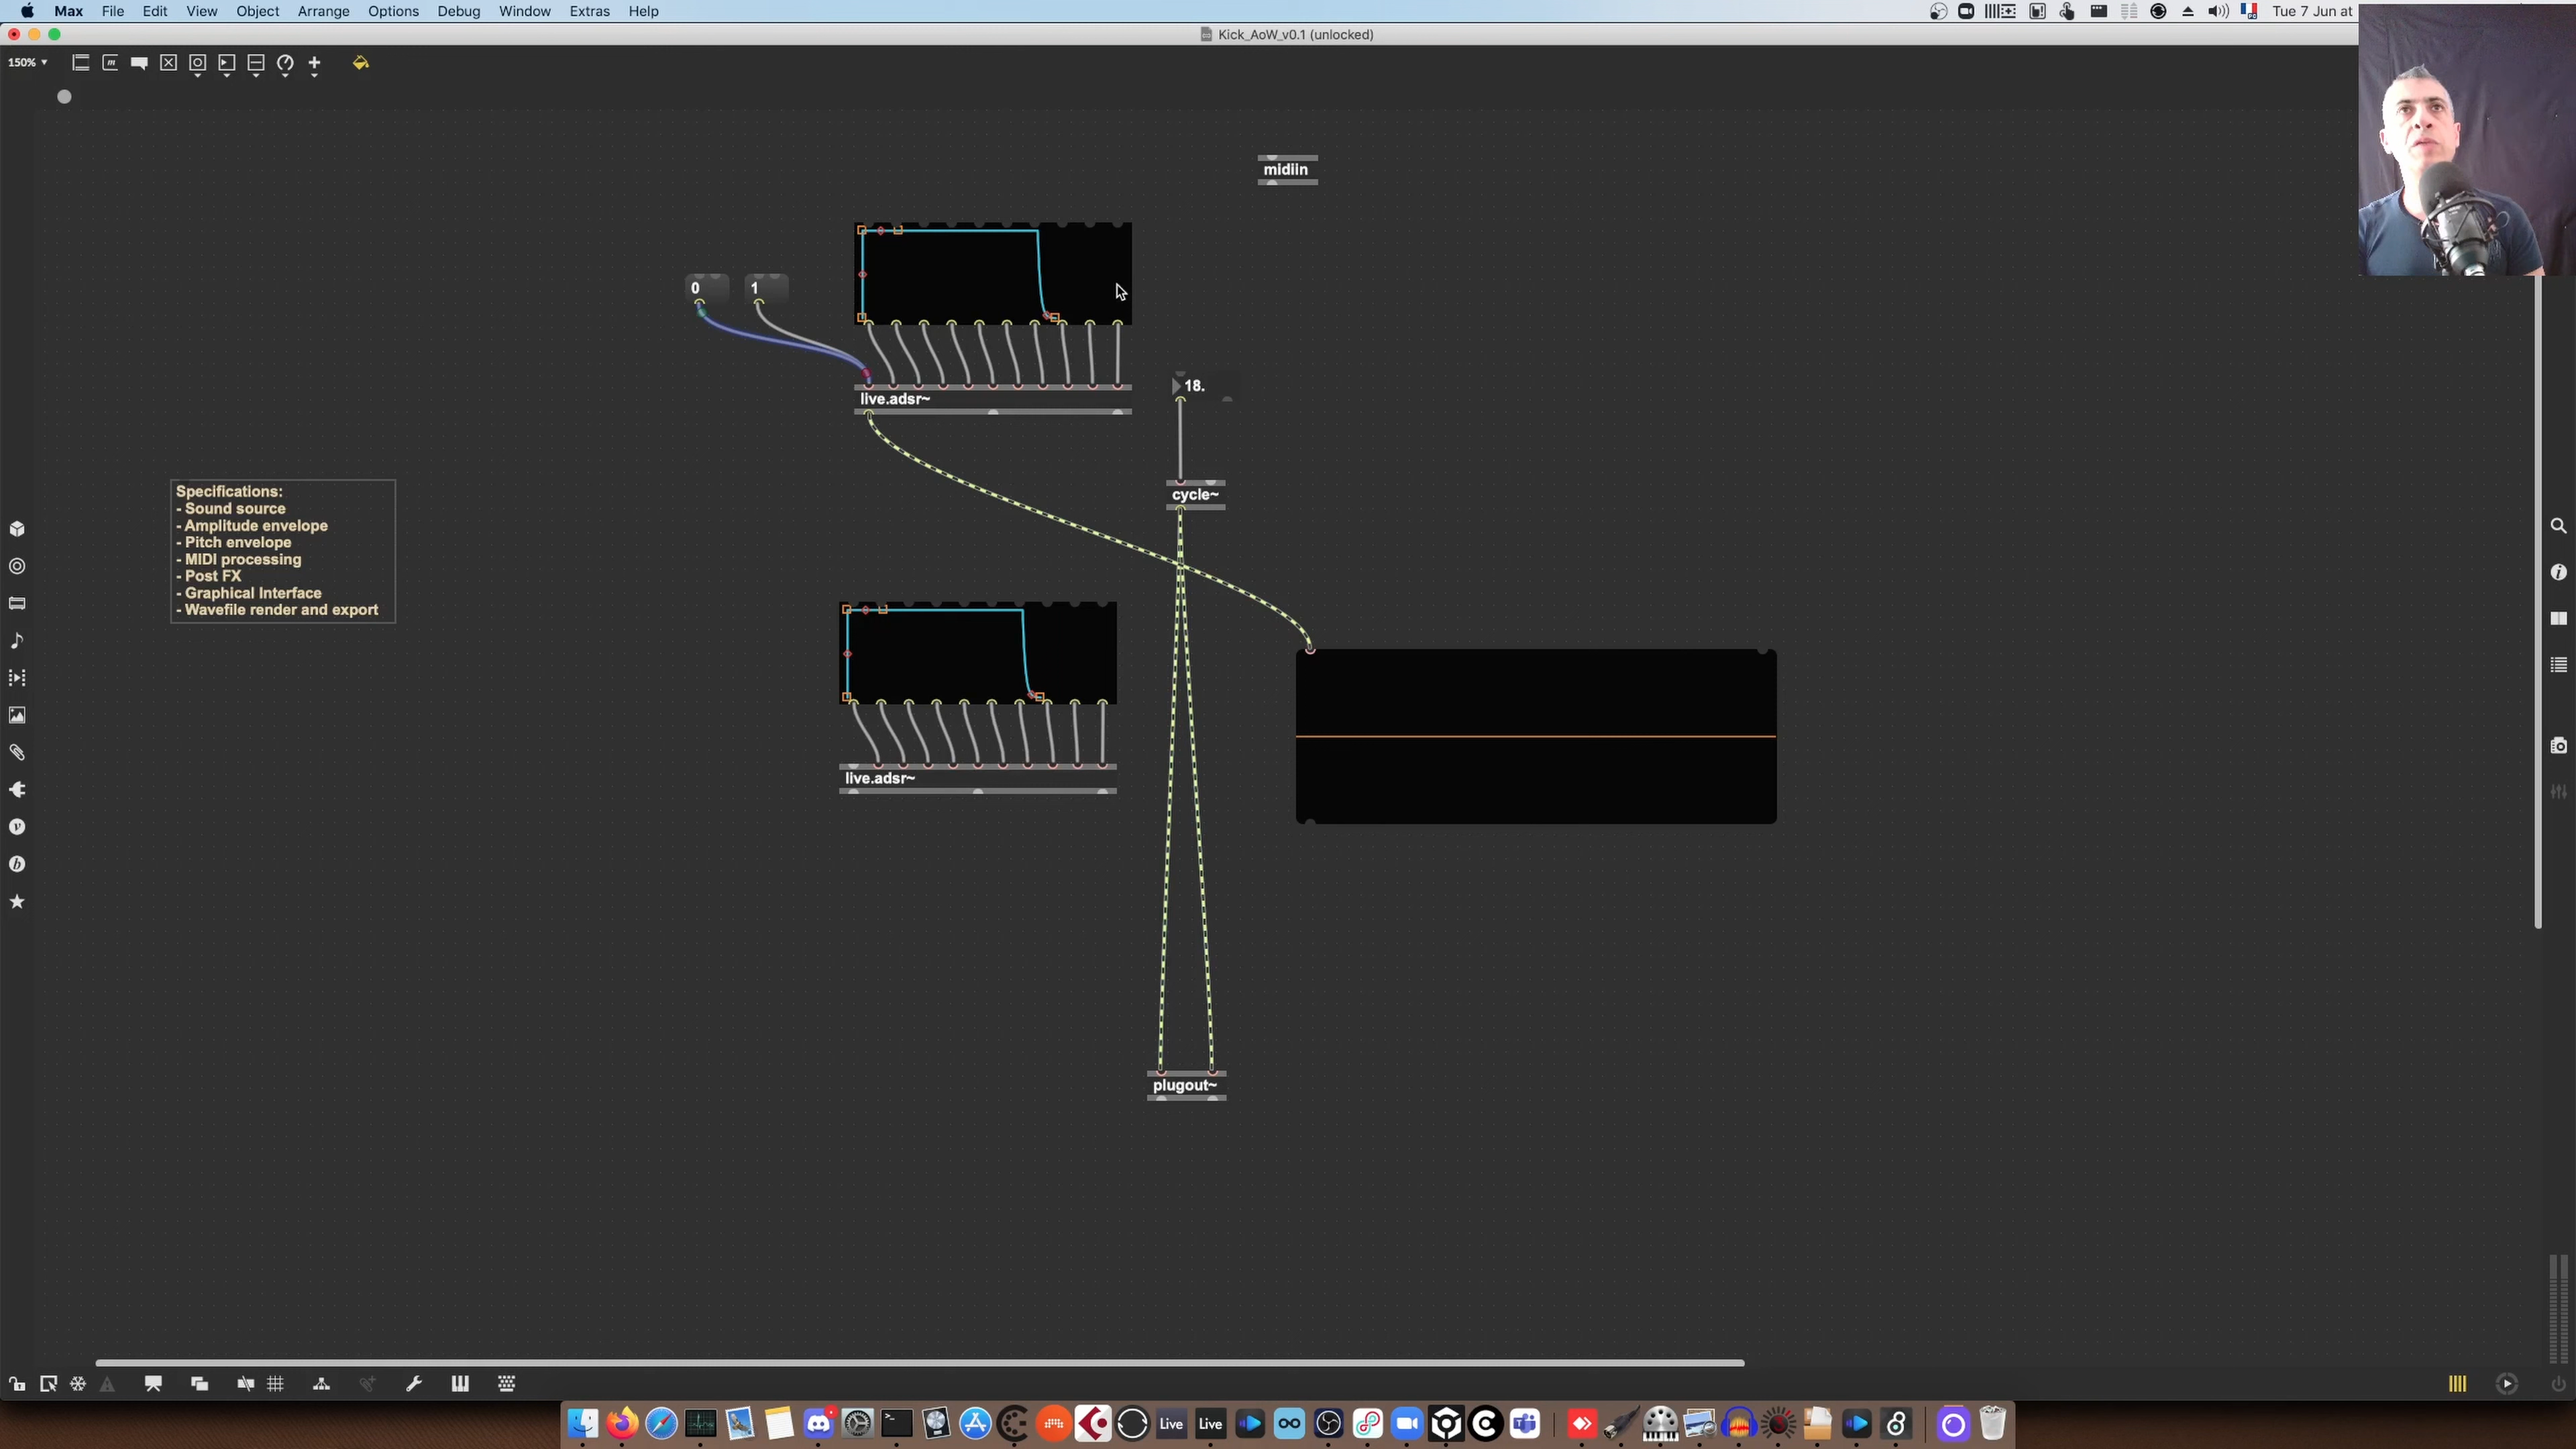 Max File Edit View Object Arrange Options Debug Window Extras Help
Tue 7 Jun at
Kick_AoW_v0.1 (unlocked)
150%
midiin
0 1
live.adsr~
18.
cycle~
Specifications:
- Sound source
- Amplitude envelope
- Pitch envelope
- MIDI processing
- Post FX
- Graphical Interface
- Wavefile render and export
live.adsr~
plugout~
Live Live